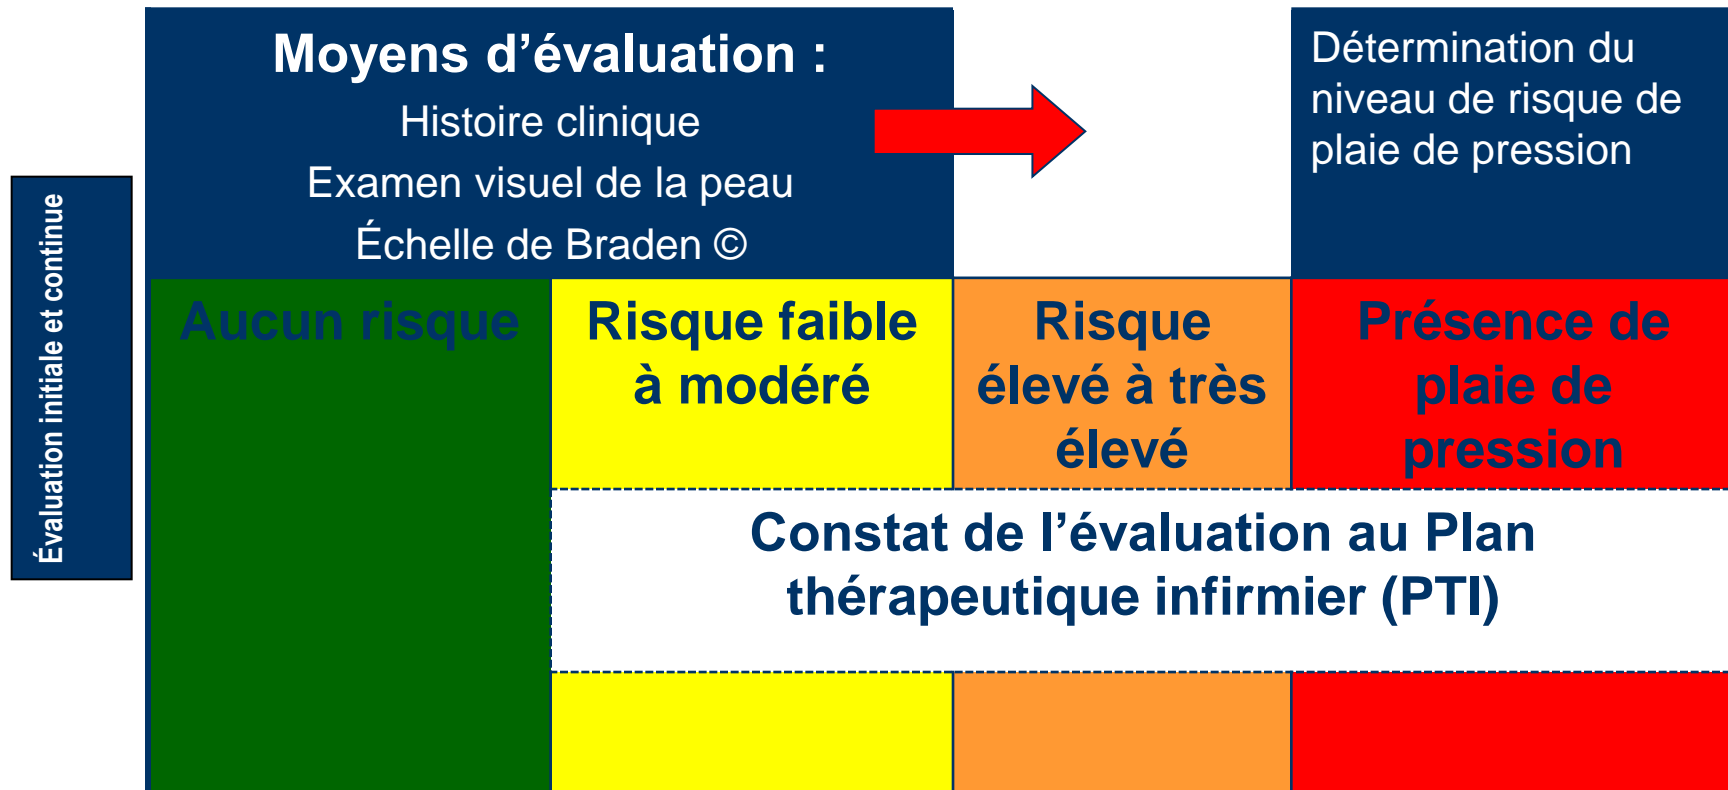 Moyens d’évaluation :
Histoire clinique
Examen visuel de la peau
Échelle de Braden ©
Détermination du
niveau de risque de
plaie de pression
Évaluation initiale et continue
Aucun risque
Risque faible
à modéré
Risque
élevé à très
élevé
Présence de
plaie de
pression
Constat de l’évaluation au Plan
thérapeutique infirmier (PTI)